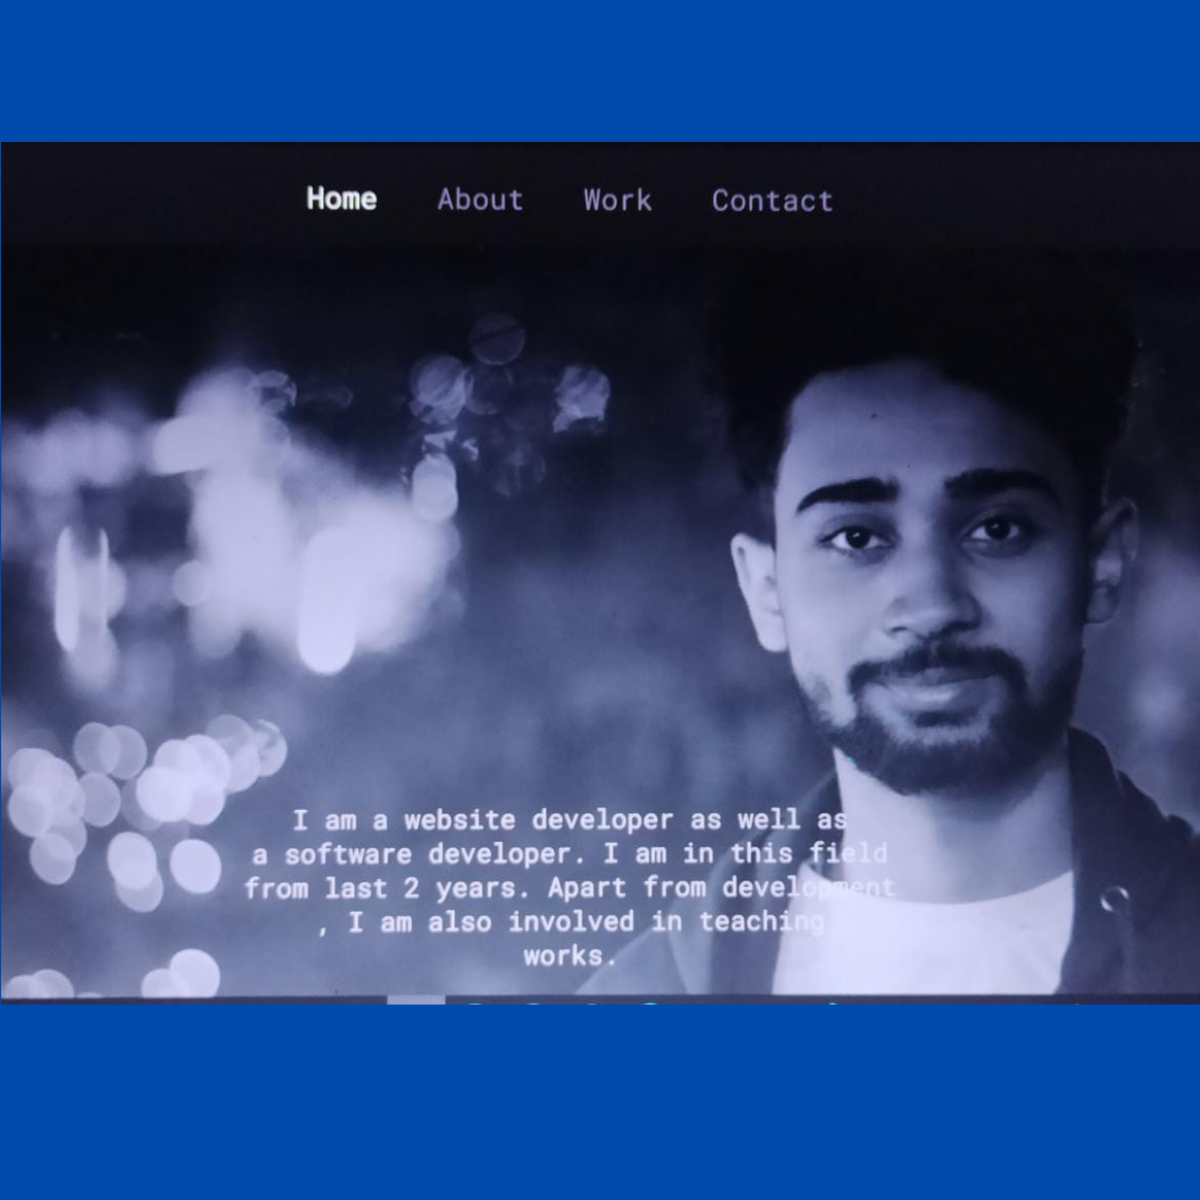 Home About Work Contact
I am a website developer as well as
a software developer. I am in this field
from last 2 years. Apart from development
, I am also involved in teaching
works.